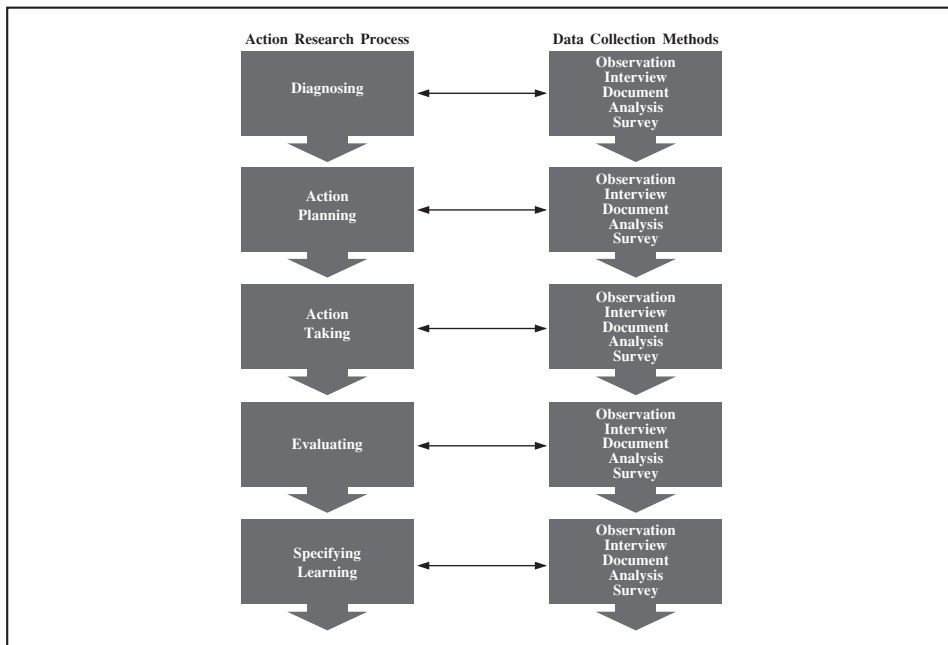 Action Research Process
Data Collection Methods
Diagnosing
Observation
Interview
Document
Analysis
Survey
Action
Planning
Observation
Interview
Document
Analysis
Survey
Action
Taking
Observation
Interview
Document
Analysis
Survey
Evaluating
Observation
Interview
Document
Analysis
Survey
Specifying
Learning
Observation
Interview
Document
Analysis
Survey